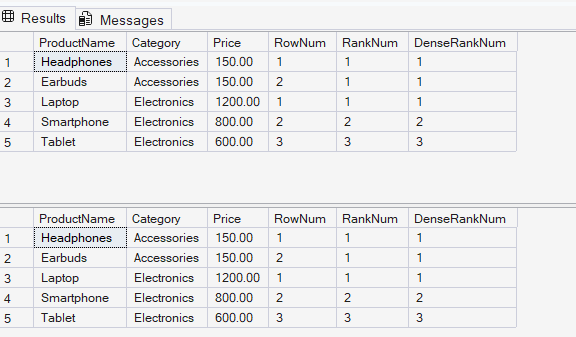 Results Messages
ProductName Category Price RowNum RankNum DenseRankNum
1 Headphones Accessories 150.00 1 1 1
2 Earbuds Accessories 150.00 2 1 1
3 Laptop Electronics 1200.00 1 1 1
4 Smartphone Electronics 800.00 2 2 2
5 Tablet Electronics 600.00 3 3 3
ProductName Category Price RowNum RankNum DenseRankNum
1 Headphones Accessories 150.00 1 1 1
2 Earbuds Accessories 150.00 2 1 1
3 Laptop Electronics 1200.00 1 1 1
4 Smartphone Electronics 800.00 2 2 2
5 Tablet Electronics 600.00 3 3 3